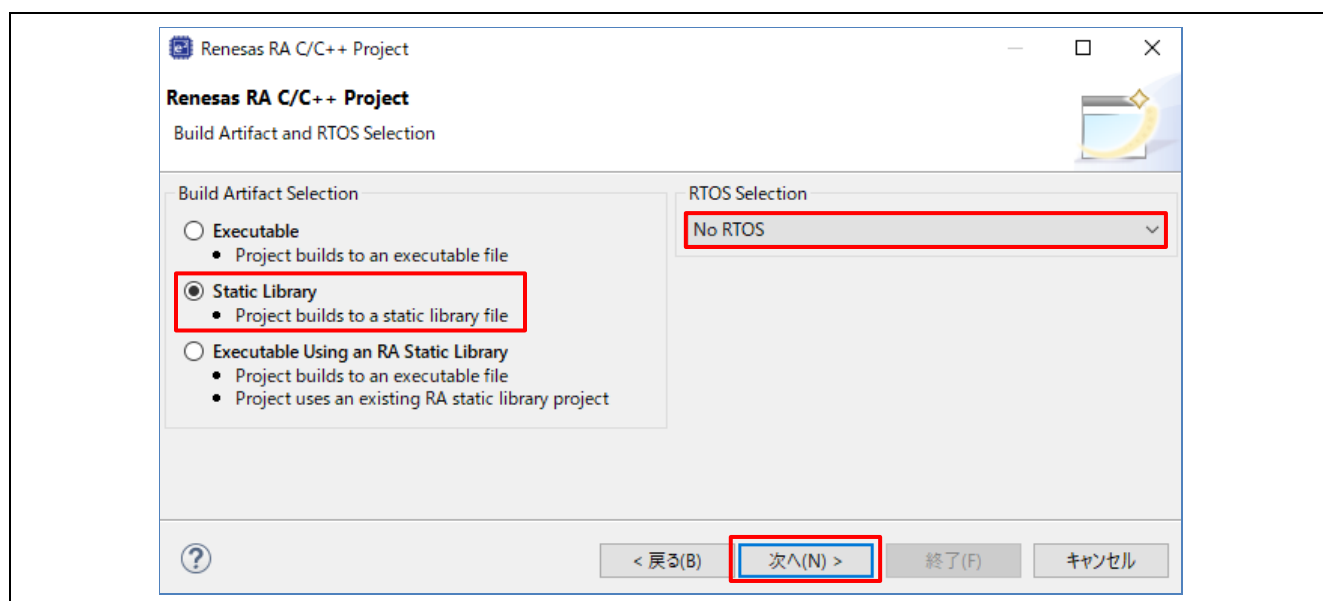 Renesas RA C/C++ Project
Renesas RA C/C++ Project
Build Artifact and RTOS Selection
Build Artifact Selection
Executable
• Project builds to an executable file
Static Library
• Project builds to a static library file
Executable Using an RA Static Library
• Project builds to an executable file
• Project uses an existing RA static library project
RTOS Selection
No RTOS
?
< 戻る(B)
次へ(N) >
終了(F)
キャンセル